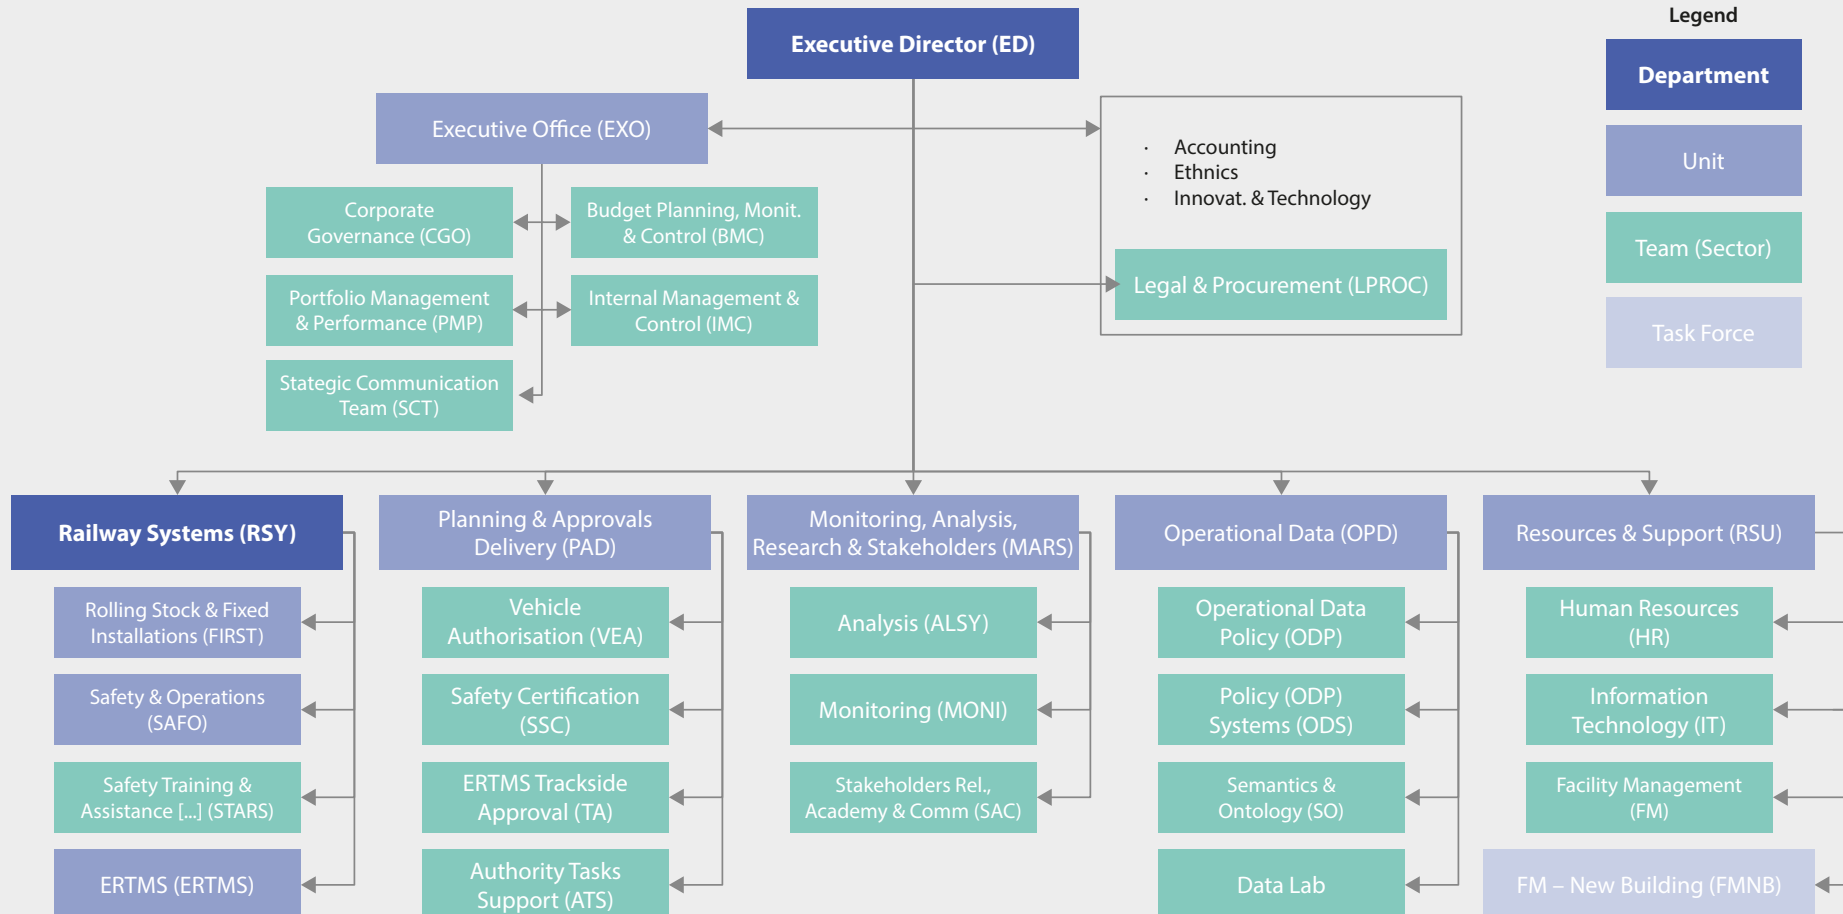 Legend
Executive Director (ED)
Department
Executive Office (EXO)
Unit
· Accounting
· Ethnics
· Innovat. & Technology
Corporate
Governance (CGO)
Budget Planning, Monit.
& Control (BMC)
Team (Sector)
Legal & Procurement (LPROC)
Portfolio Management
& Performance (PMP)
Internal Management &
Control (IMC)
Task Force
Stategic Communication
Team (SCT)
Railway Systems (RSY)
Planning & Approvals
Delivery (PAD)
Monitoring, Analysis,
Research & Stakeholders (MARS)
Operational Data (OPD)
Resources & Support (RSU)
Rolling Stock & Fixed
Installations (FIRST)
Vehicle
Authorisation (VEA)
Analysis (ALSY)
Operational Data
Policy (ODP)
Human Resources
(HR)
Safety & Operations
(SAFO)
Safety Certification
(SSC)
Monitoring (MONI)
Policy (ODP)
Systems (ODS)
Information
Technology (IT)
Safety Training &
Assistance [...] (STARS)
ERTMS Trackside
Approval (TA)
Stakeholders Rel.,
Academy & Comm (SAC)
Semantics &
Ontology (SO)
Facility Management
(FM)
ERTMS (ERTMS)
Authority Tasks
Support (ATS)
Data Lab
FM – New Building (FMNB)